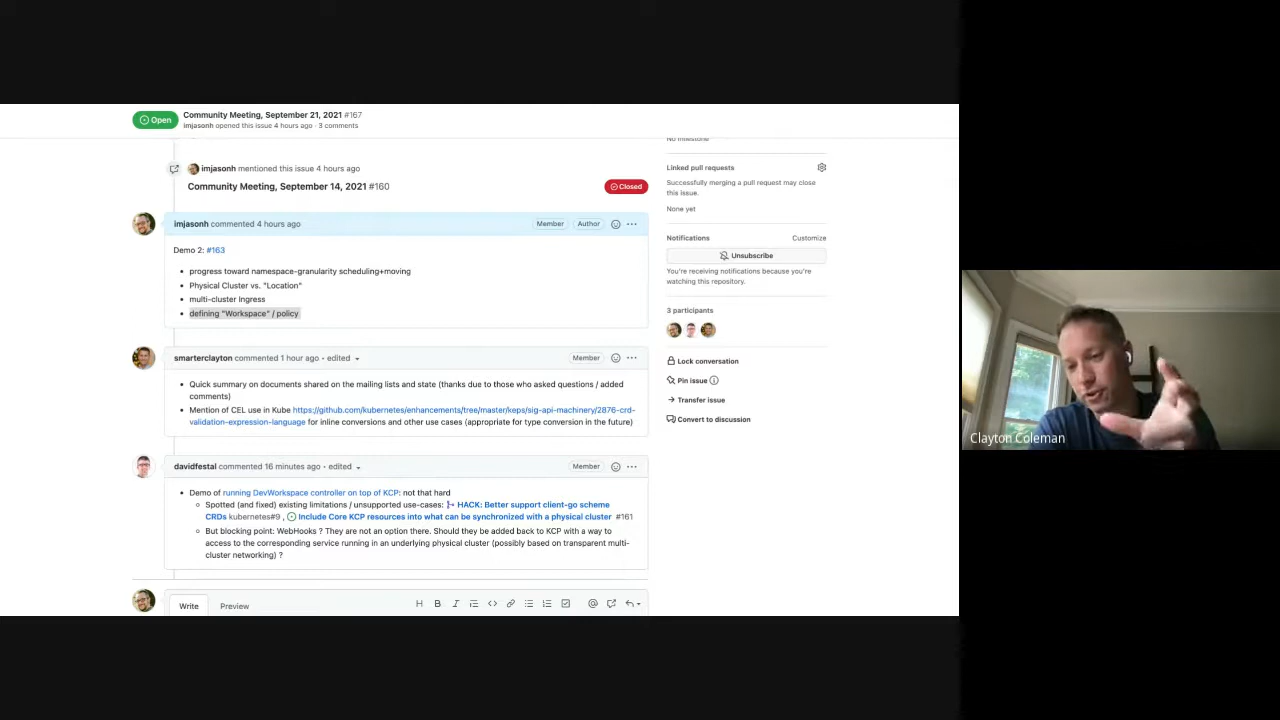 Open
Community Meeting, September 21, 2021 #167
imjasonh opened this issue 4 hours ago · 3 comments
No milestone
imjasonh mentioned this issue 4 hours ago
Community Meeting, September 14, 2021 #160
Closed
Linked pull requests
Successfully merging a pull request may close
this issue.
None yet
imjasonh commented 4 hours ago
Member
Author
Demo 2: #163
• progress toward namespace-granularity scheduling+moving
• Physical Cluster vs. "Location"
• multi-cluster Ingress
• defining "Workspace" / policy
Notifications
Customize
Unsubscribe
You're receiving notifications because you're
watching this repository.
3 participants
smarterclayton commented 1 hour ago • edited
Member
• Quick summary on documents shared on the mailing lists and state (thanks due to those who asked questions / added
comments)
• Mention of CEL use in Kube https://github.com/kubernetes/enhancements/tree/master/keps/sig-api-machinery/2876-crd-
validation-expression-language for inline conversions and other use cases (appropriate for type conversion in the future)
Lock conversation
Pin issue
Transfer issue
Convert to discussion
davidfestal commented 16 minutes ago • edited
Member
• Demo of running DevWorkspace controller on top of KCP: not that hard
Spotted (and fixed) existing limitations / unsupported use-cases: HACK: Better support client-go scheme
CRDs kubernetes#9 , Include Core KCP resources into what can be synchronized with a physical cluster #161
But blocking point: WebHooks ? They are not an option there. Should they be added back to KCP with a way to
access to the corresponding service running in an underlying physical cluster (possibly based on transparent multi-
cluster networking) ?
Write
Preview
Clayton Coleman